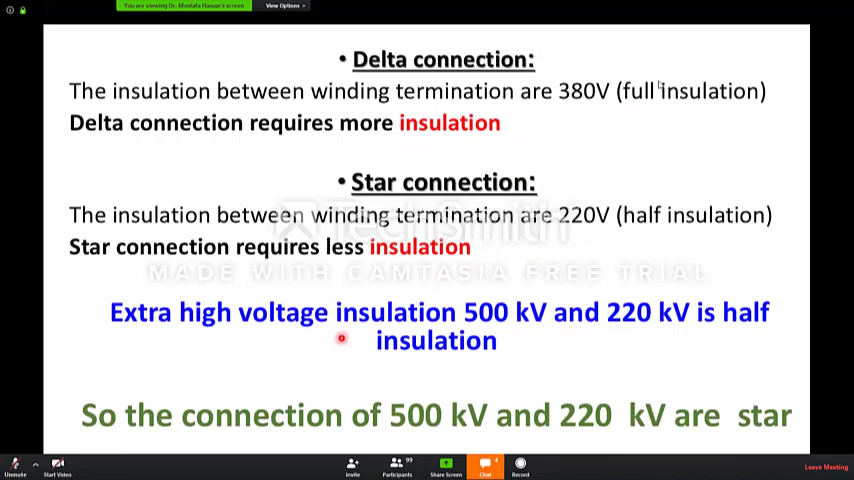 You are viewing Dr. Mostafa Hassan's screen View Options
• Delta connection:
The insulation between winding termination are 380V (full insulation)
Delta connection requires more insulation
• Star connection:
The insulation between winding termination are 220V (half insulation)
TechSmith
Star connection requires less insulation
MADE WITH CAMTASIA FREE TRIAL
Extra high voltage insulation 500 kV and 220 kV is half
insulation
So the connection of 500 kV and 220 kV are star
99 4
Unmute Start Video Invite Participants Share Screen Chat Record Leave Meeting